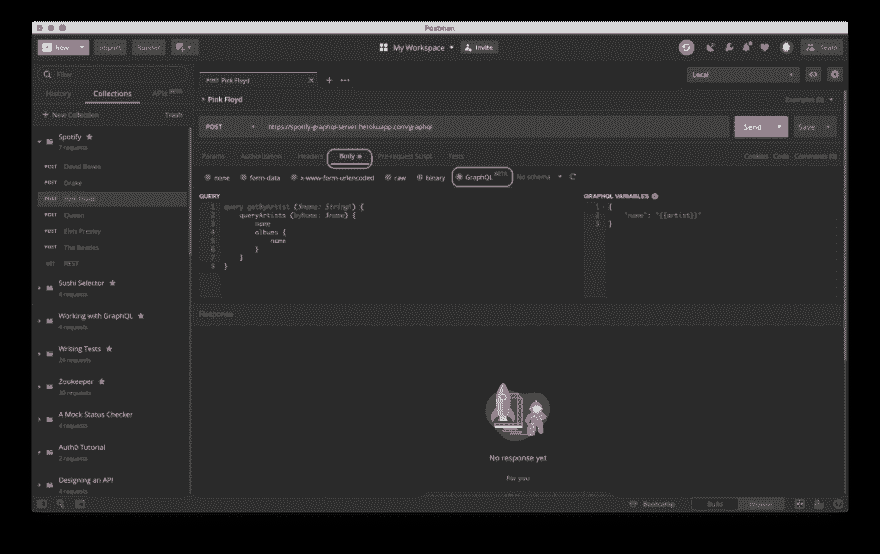 Postman
New Import Runner My Workspace Invite
Filter
History Collections APIs BETA
+ New Collection Trash
POST Pink Floyd
Local
Pink Floyd
Examples (0)
POST https://spotify-graphql-server.herokuapp.com/graphql Send Save
Params Authorization Headers Body Pre-request Script Tests Cookies Code Comments (0)
none form-data x-www-form-urlencoded raw binary GraphQL BETA No schema
QUERY
1 query getByArtist ($name: String!) {
2 queryArtists (byName: $name) {
3 name
4 albums {
5 name
6 }
7 }
8 }
GRAPHQL VARIABLES
1 {
2 "name": "{{artist}}"
3 }
Spotify ★
7 requests
POST David Bowie
POST Drake
POST Pink Floyd
POST Queen
POST Elvis Presley
POST The Beatles
GET REST
Sushi Selector ★
4 requests
Working with GraphQL ★
4 requests
Writing Tests ★
24 requests
Zookeeper ★
A Mock Status Checker
4 requests
Auth0 Tutorial
2 requests
Designing an API
4 requests
Response
No response yet
For you
Bootcamp Build Browse